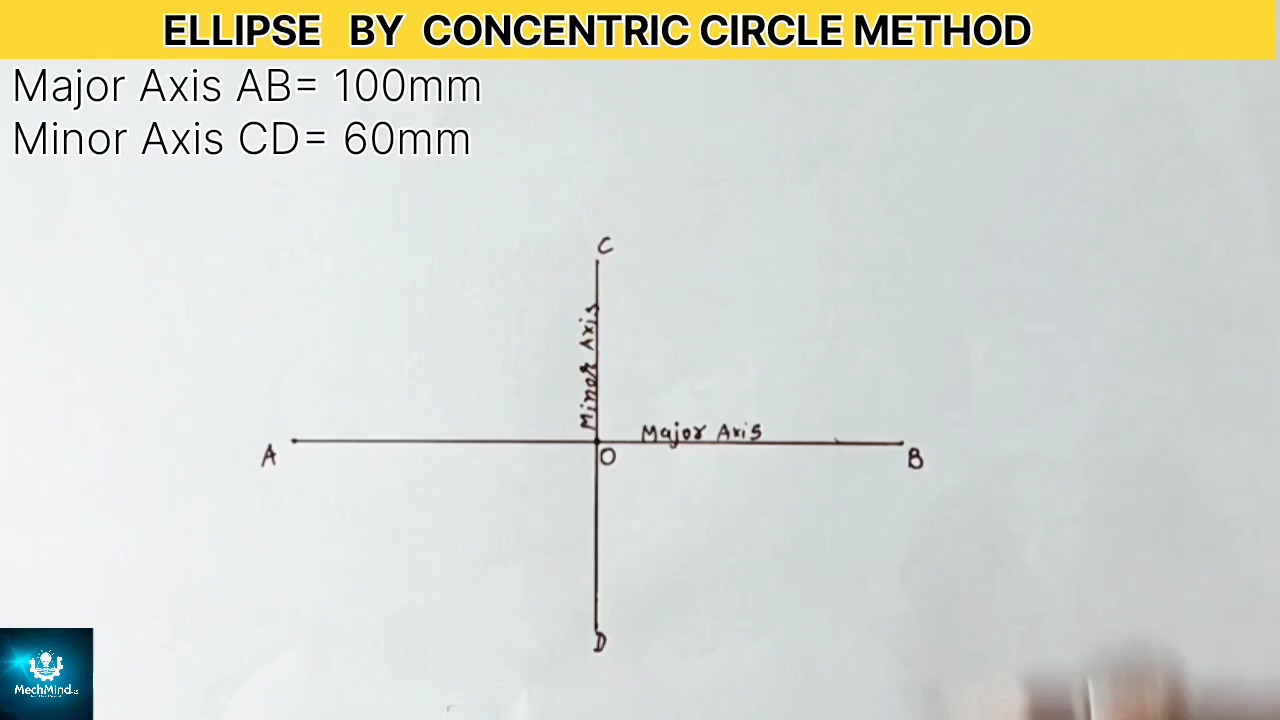 ELLIPSE BY CONCENTRIC CIRCLE METHOD
Major Axis AB= 100mm
Minor Axis CD= 60mm
C
Minor Axis
Major Axis
A
O
B
D
MechMind